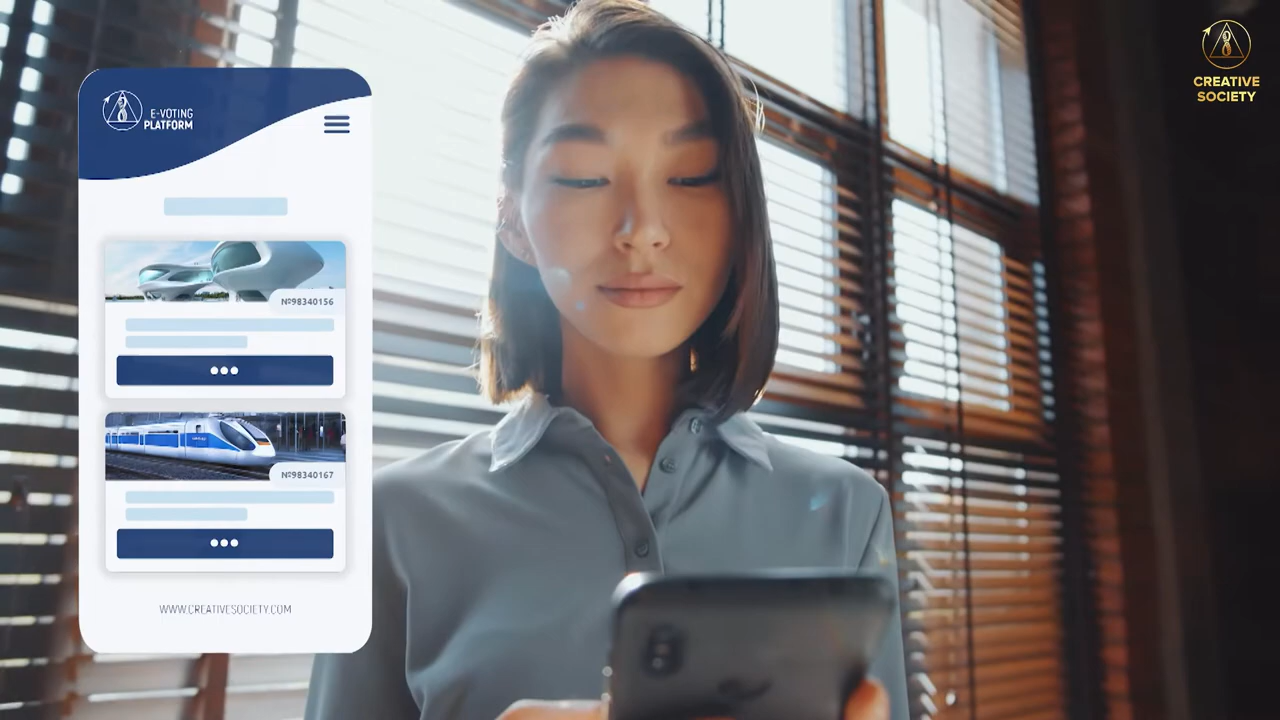 E-VOTING
PLATFORM
№98340156
№98340167
WWW.CREATIVESOCIETY.COM
CREATIVE
SOCIETY